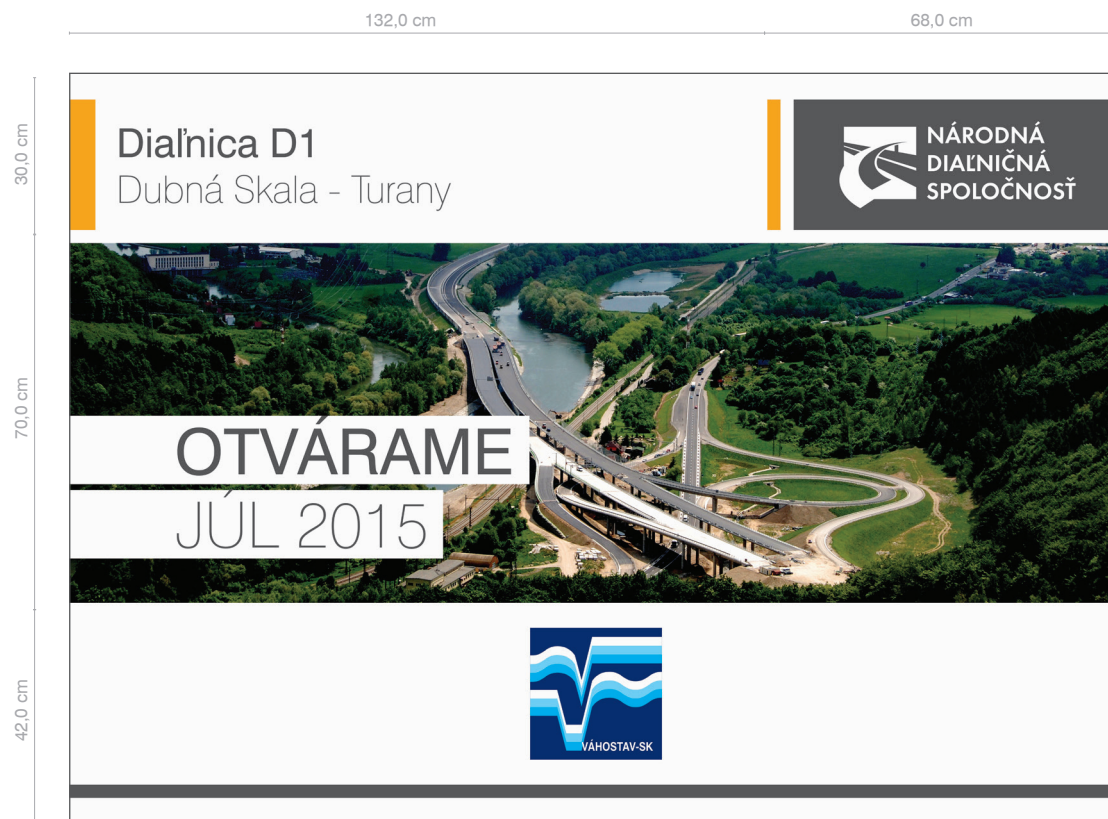 132,0 cm
68,0 cm
30,0 cm
Diaľnica D1
Dubná Skala - Turany
NÁRODNÁ
DIAĽNIČNÁ
SPOLOČNOSŤ
70,0 cm
OTVÁRAME
JÚL 2015
42,0 cm
VÁHOSTAV-SK